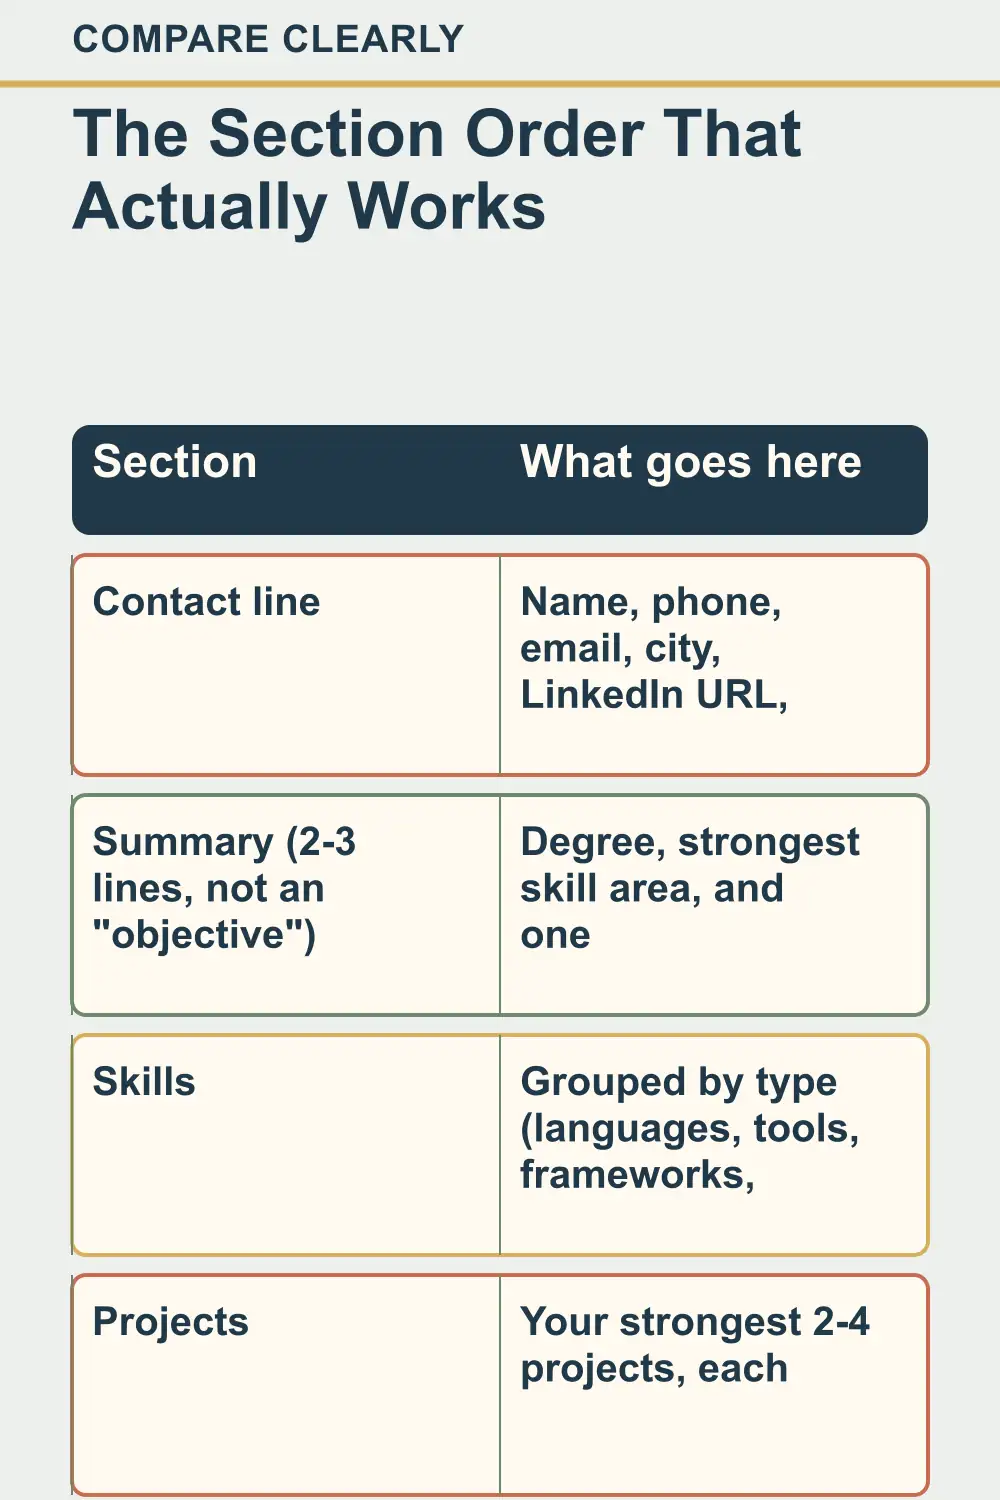 COMPARE CLEARLY
The Section Order That
Actually Works
Section
What goes here
Contact line
Name, phone,
email, city,
LinkedIn URL,
Summary (2-3
lines, not an
"objective")
Degree, strongest
skill area, and
one
Skills
Grouped by type
(languages, tools,
frameworks,
Projects
Your strongest 2-4
projects, each